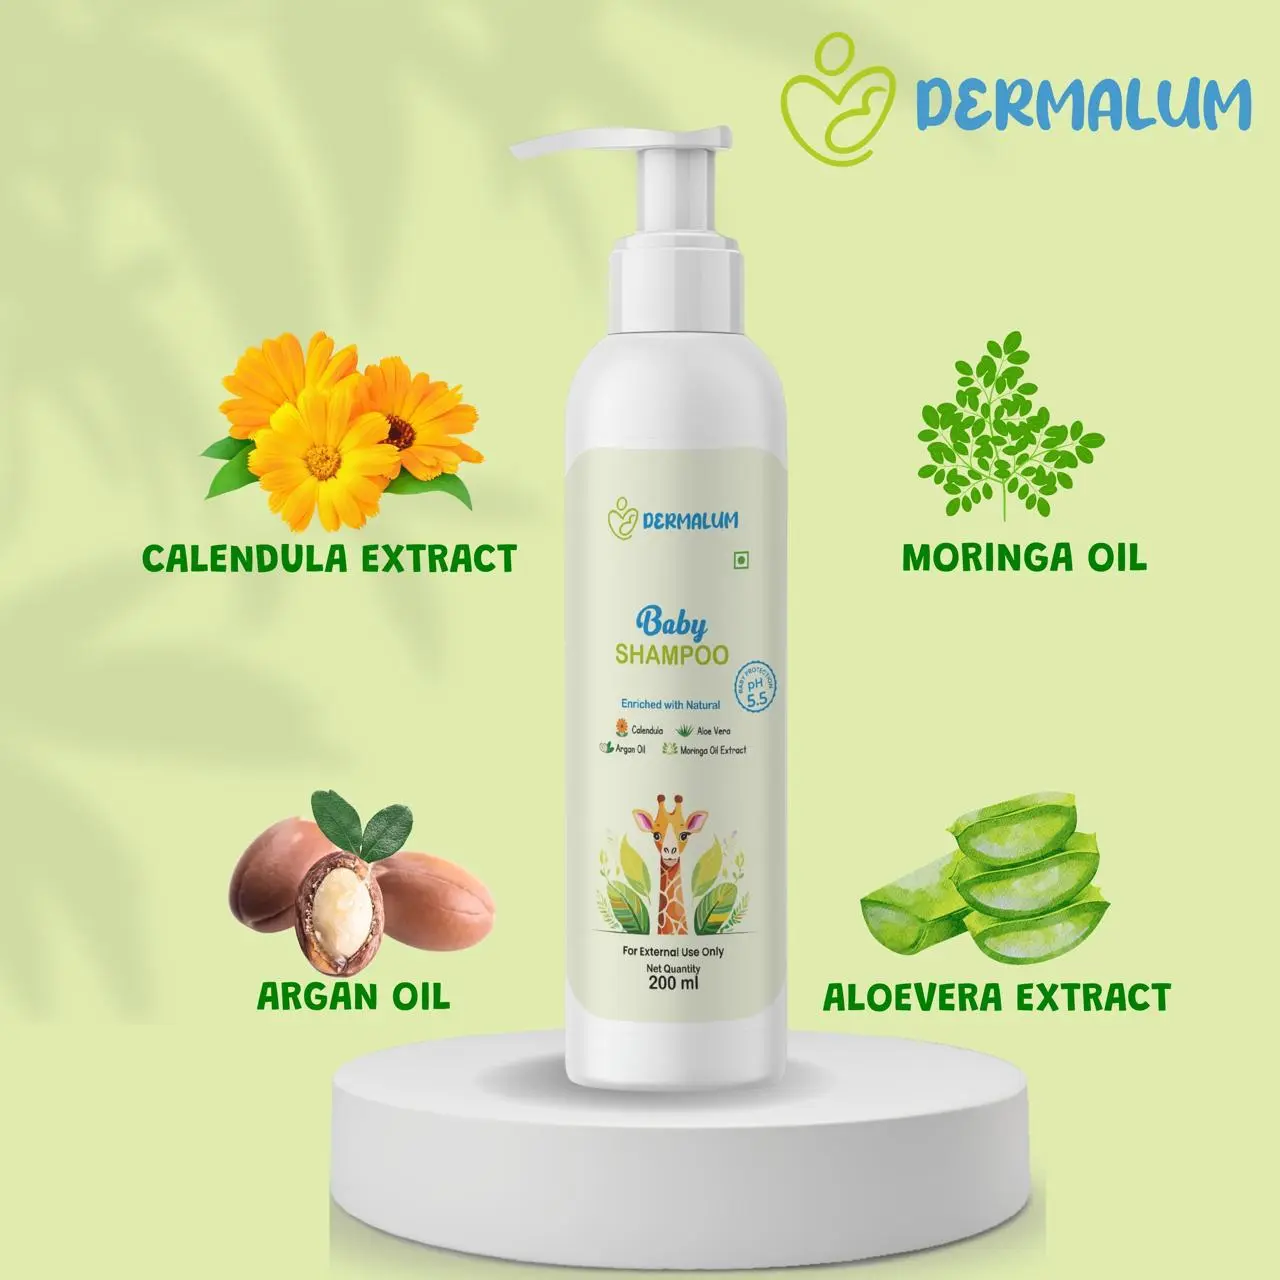 DERMALUM
CALENDULA EXTRACT
MORINGA OIL
DERMALUM
Baby
SHAMPOO
BABY PROTECTION
pH
5.5
Enriched with Natural
Calendula
Aloe Vera
Argan Oil
Moringa Oil Extract
For External Use Only
Net Quantity
200 ml
ARGAN OIL
ALOEVERA EXTRACT